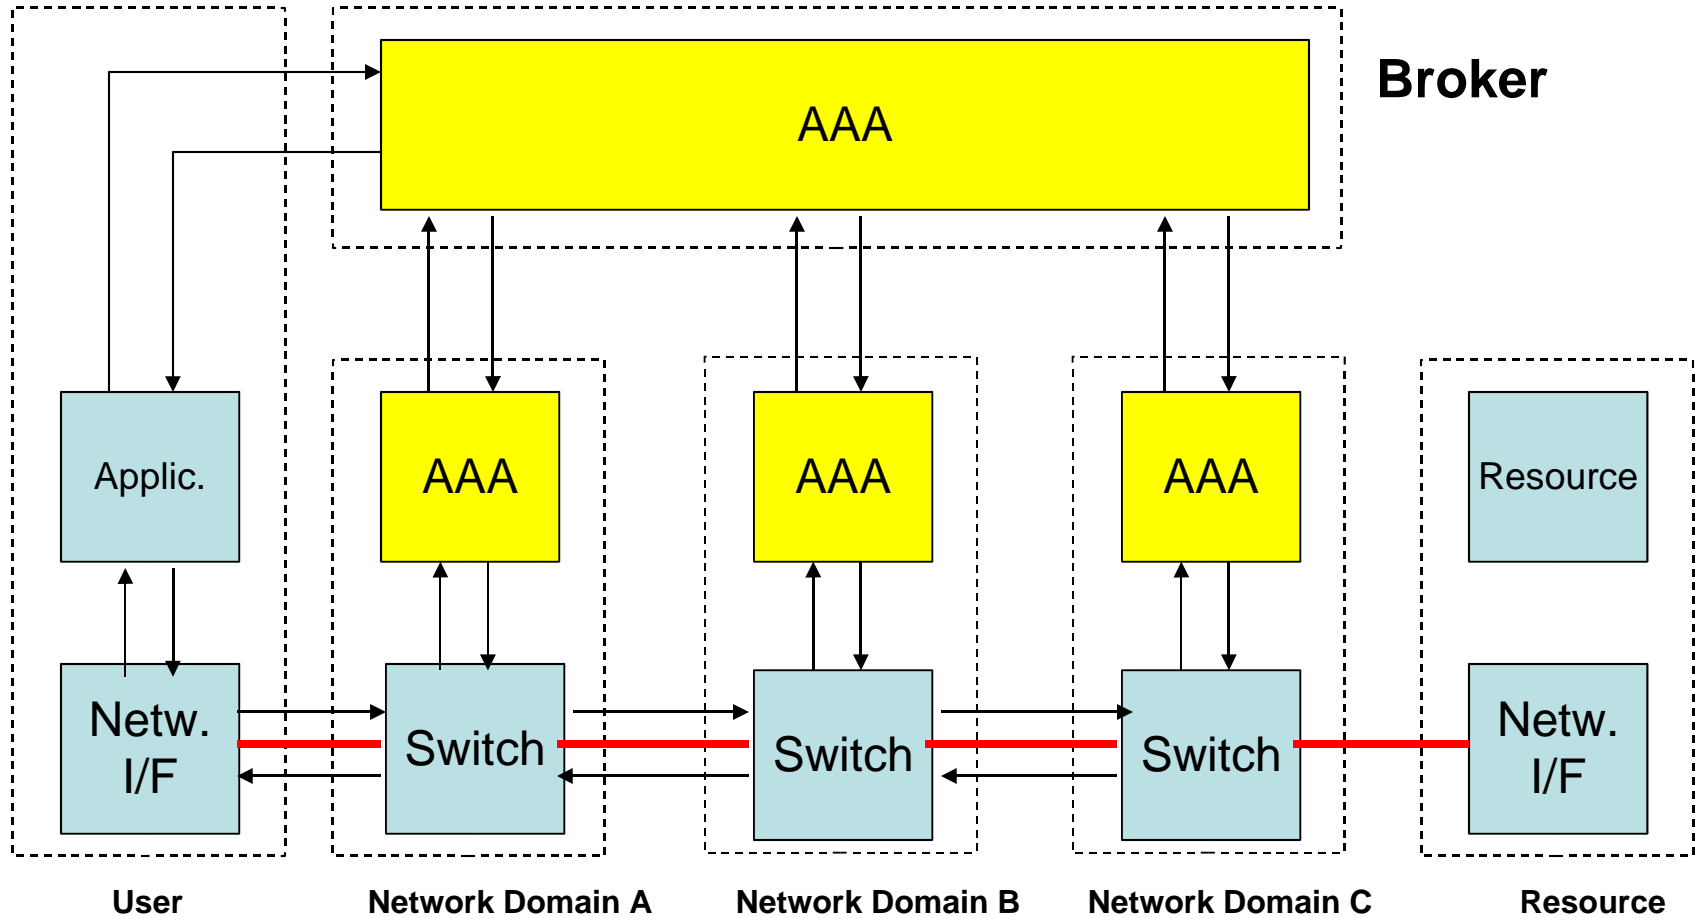 Broker
AAA
Applic.
AAA
AAA
AAA
Resource
Netw.
I/F
Switch
Switch
Switch
Netw.
I/F
User
Network Domain A
Network Domain B
Network Domain C
Resource